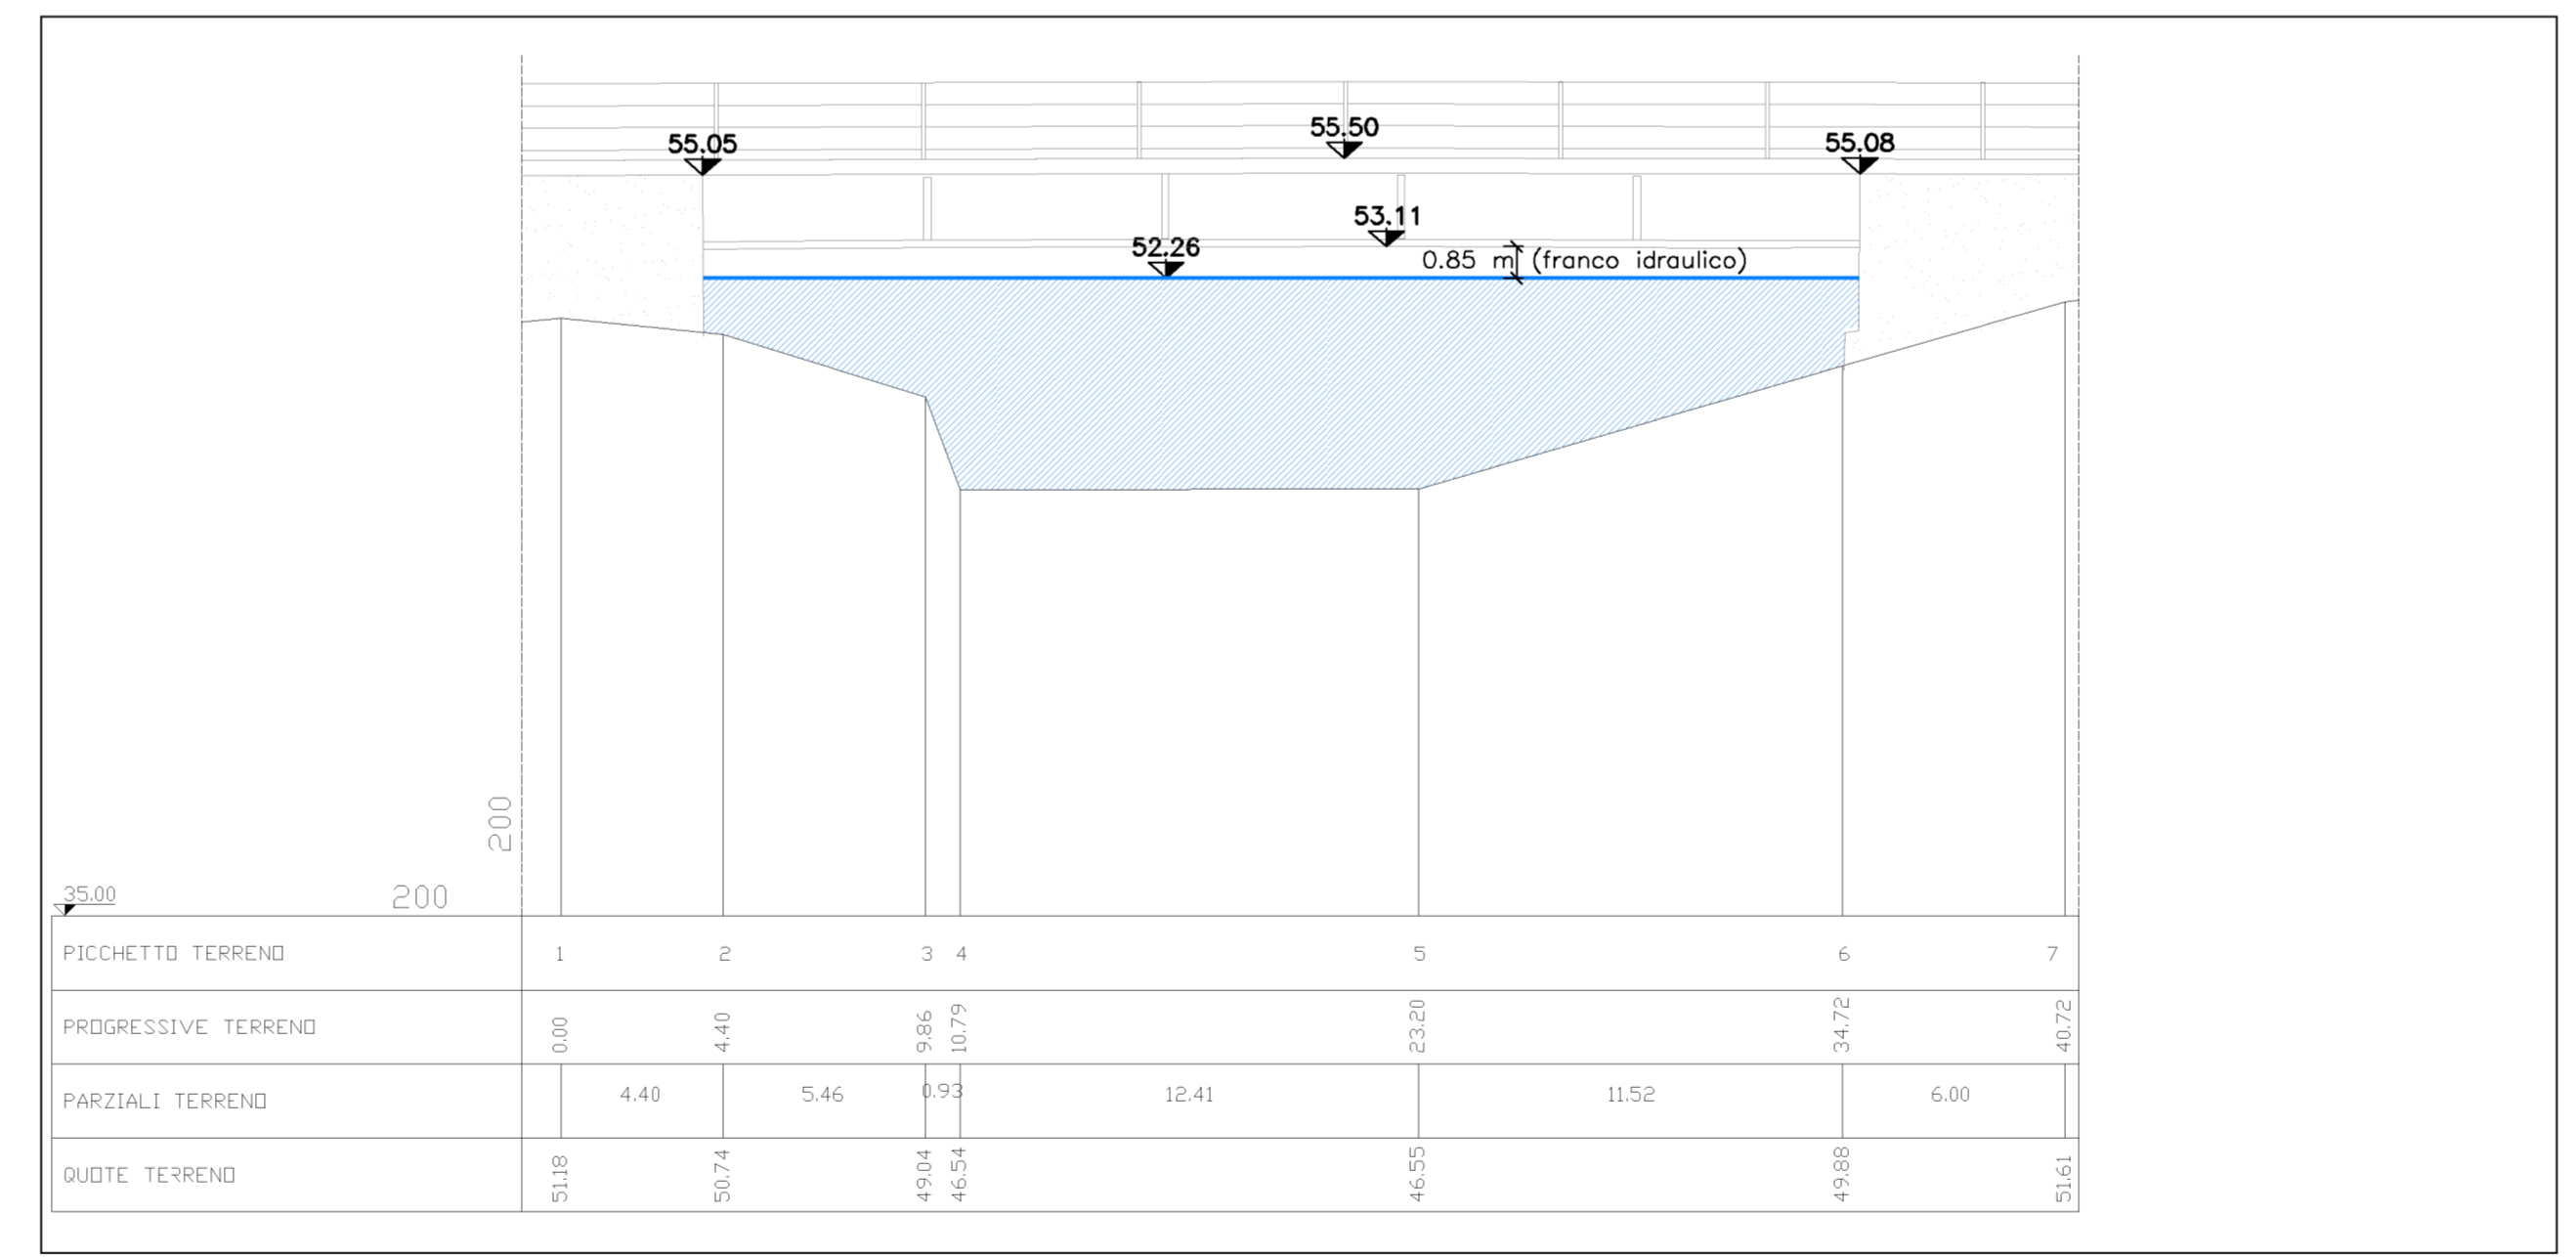 55.50
55.05
55.08
53.11
52.26
0.85 m (franco idraulico)
200
35.00
200
PICCHETTO TERRENO 1 2 3 4 5 6 7
PROGRESSIVE TERRENO 0.00 4.40 9.86 10.79 23.20 34.72 40.72
PARZIALI TERRENO 4.40 5.46 0.93 12.41 11.52 6.00
QUOTE TERRENO 51.18 50.74 49.04 46.54 46.55 49.88 51.61